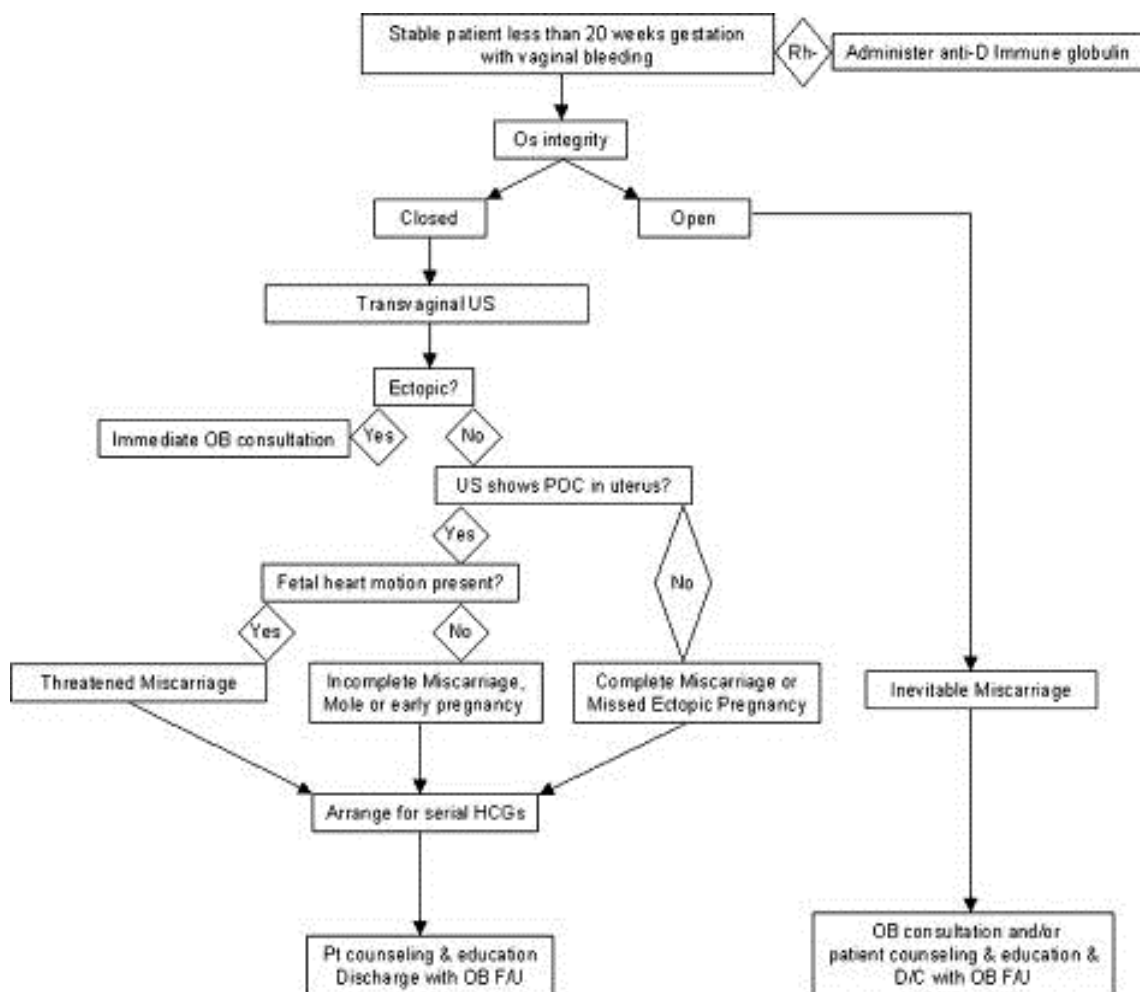 Stable patient less than 20 weeks gestation
with vaginal bleeding
Rh-
Administer anti-D Immune globulin
Os integrity
Closed
Open
Transvaginal US
Ectopic?
Immediate OB consultation
Yes
No
US shows POC in uterus?
Yes
No
Fetal heart motion present?
Yes
No
Threatened Miscarriage
Incomplete Miscarriage,
Mole or early pregnancy
Complete Miscarriage or
Missed Ectopic Pregnancy
Inevitable Miscarriage
Arrange for serial HCGs
Pt counseling & education
Discharge with OB F/U
OB consultation and/or
patient counseling & education &
D/C with OB F/U